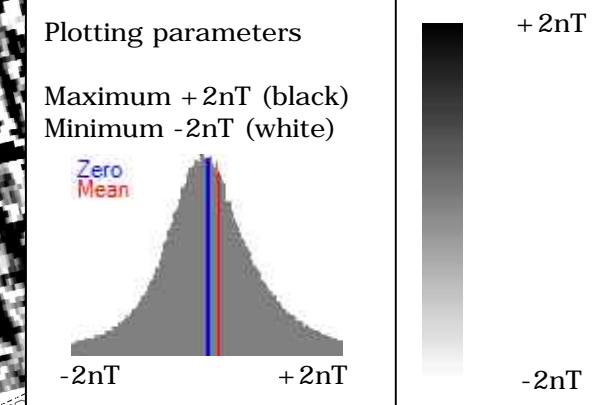 Plotting parameters
Maximum +2nT (black)
Minimum -2nT (white)
Zero
Mean
-2nT +2nT
+2nT
-2nT